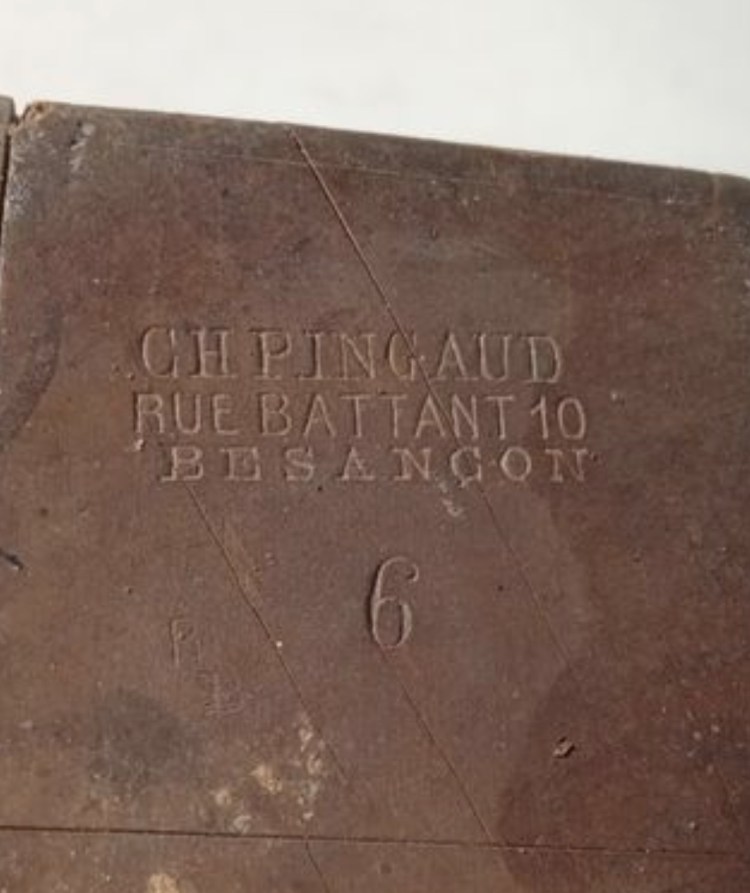 CH PINGAUD
RUE BATTANT 10
BESANÇON
6